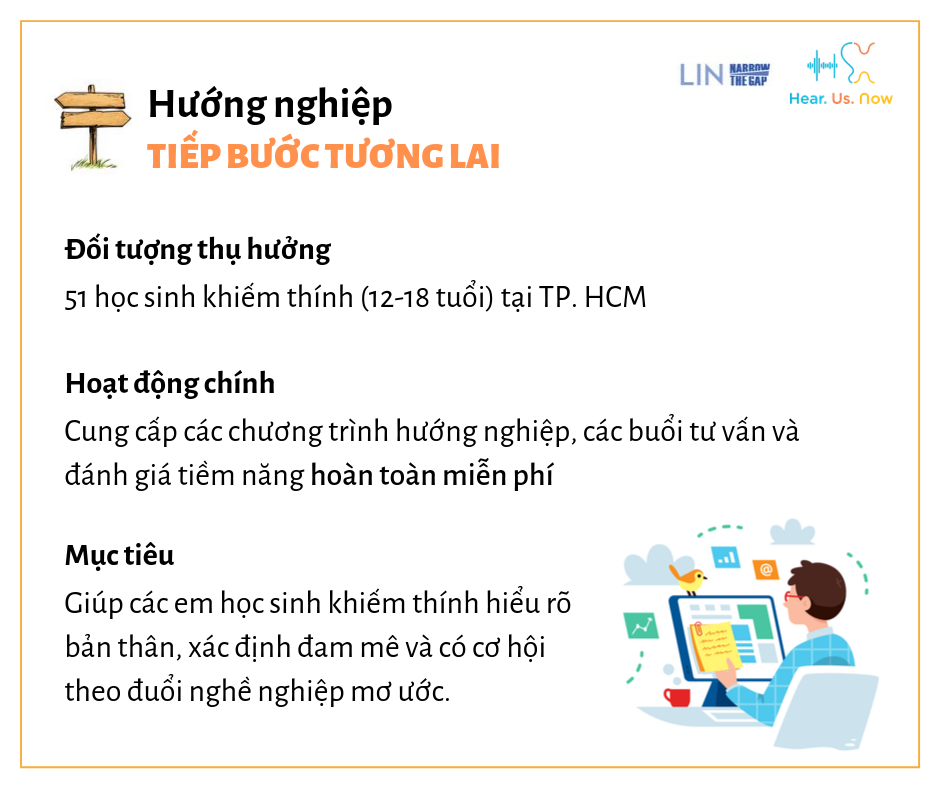 LIN NARROW
THE GAP
Hear. Us. Now
Hướng nghiệp
TIẾP BƯỚC TƯƠNG LAI
Đối tượng thụ hưởng
51 học sinh khiếm thính (12-18 tuổi) tại TP. HCM
Hoạt động chính
Cung cấp các chương trình hướng nghiệp, các buổi tư vấn và
đánh giá tiềm năng hoàn toàn miễn phí
Mục tiêu
Giúp các em học sinh khiếm thính hiểu rõ
bản thân, xác định đam mê và có cơ hội
theo đuổi nghề nghiệp mơ ước.
@